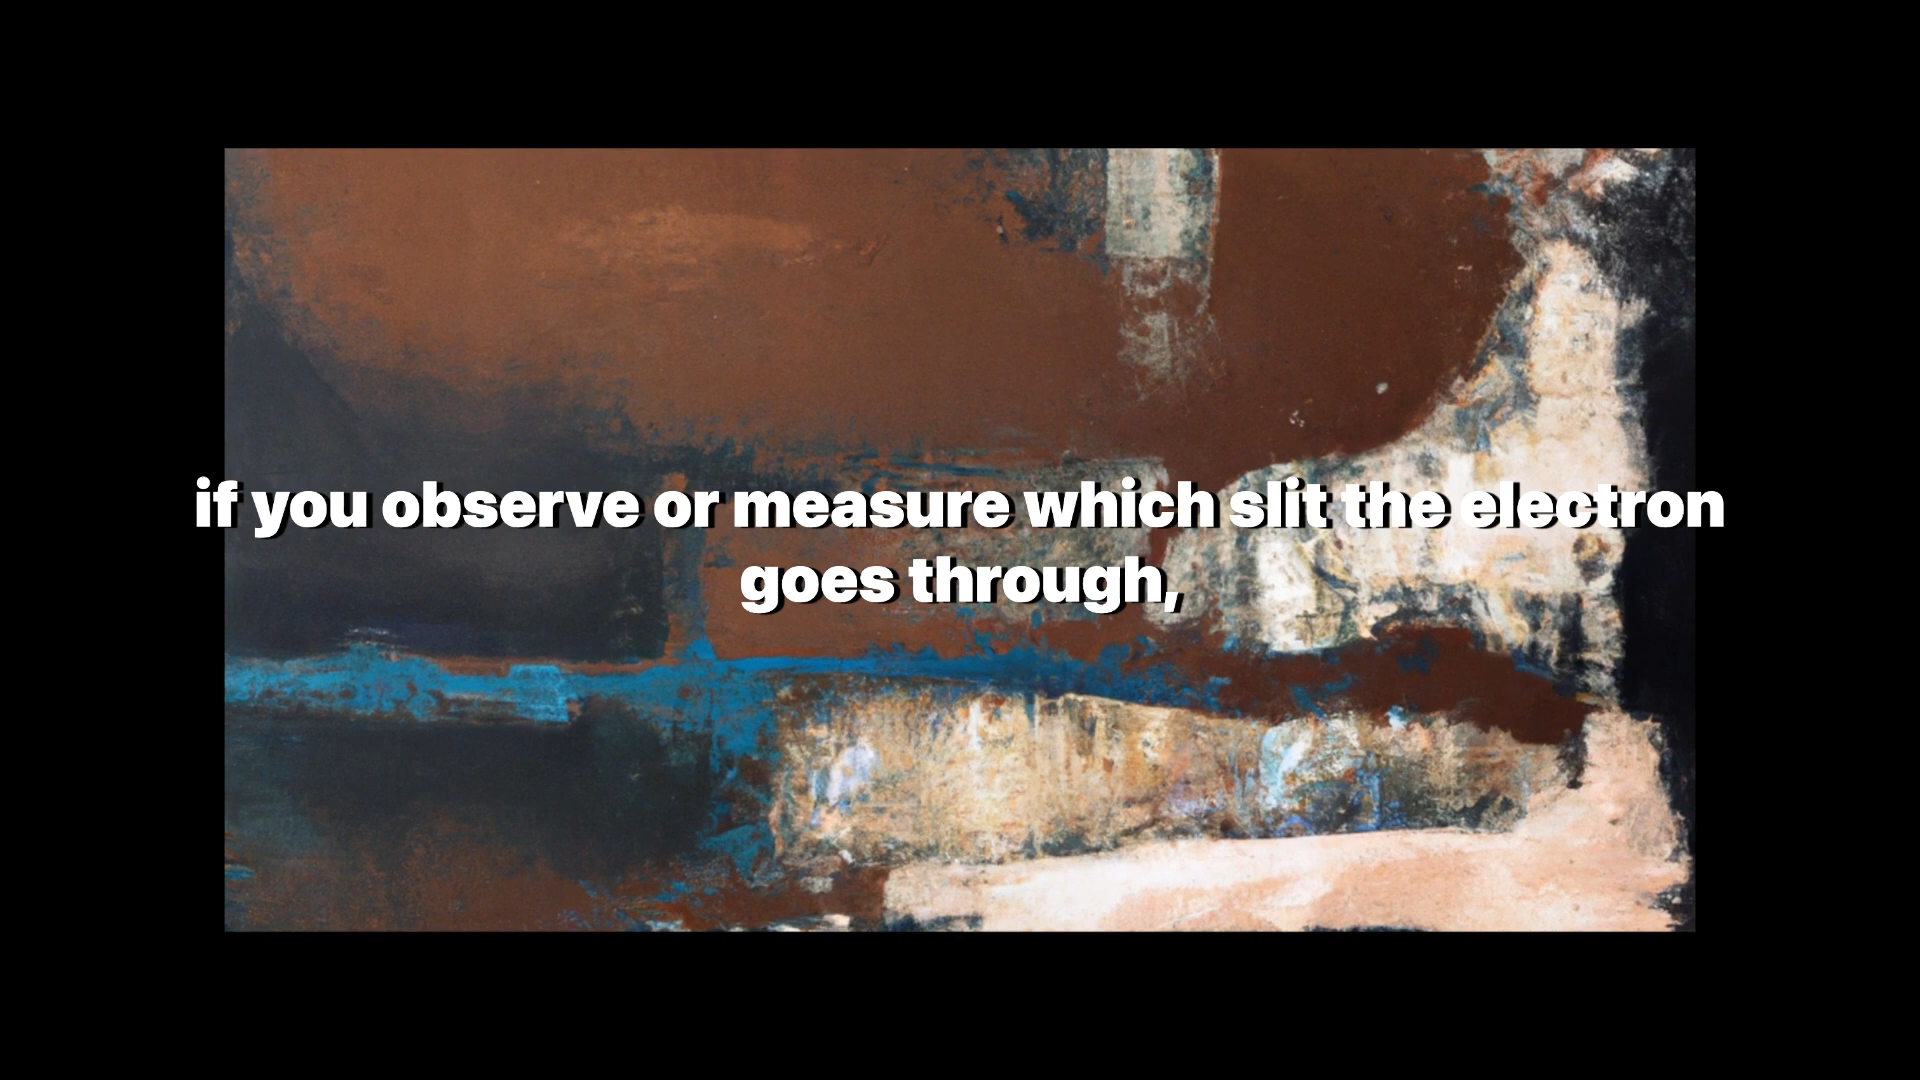 if you observe or measure which slit the electron
goes through,